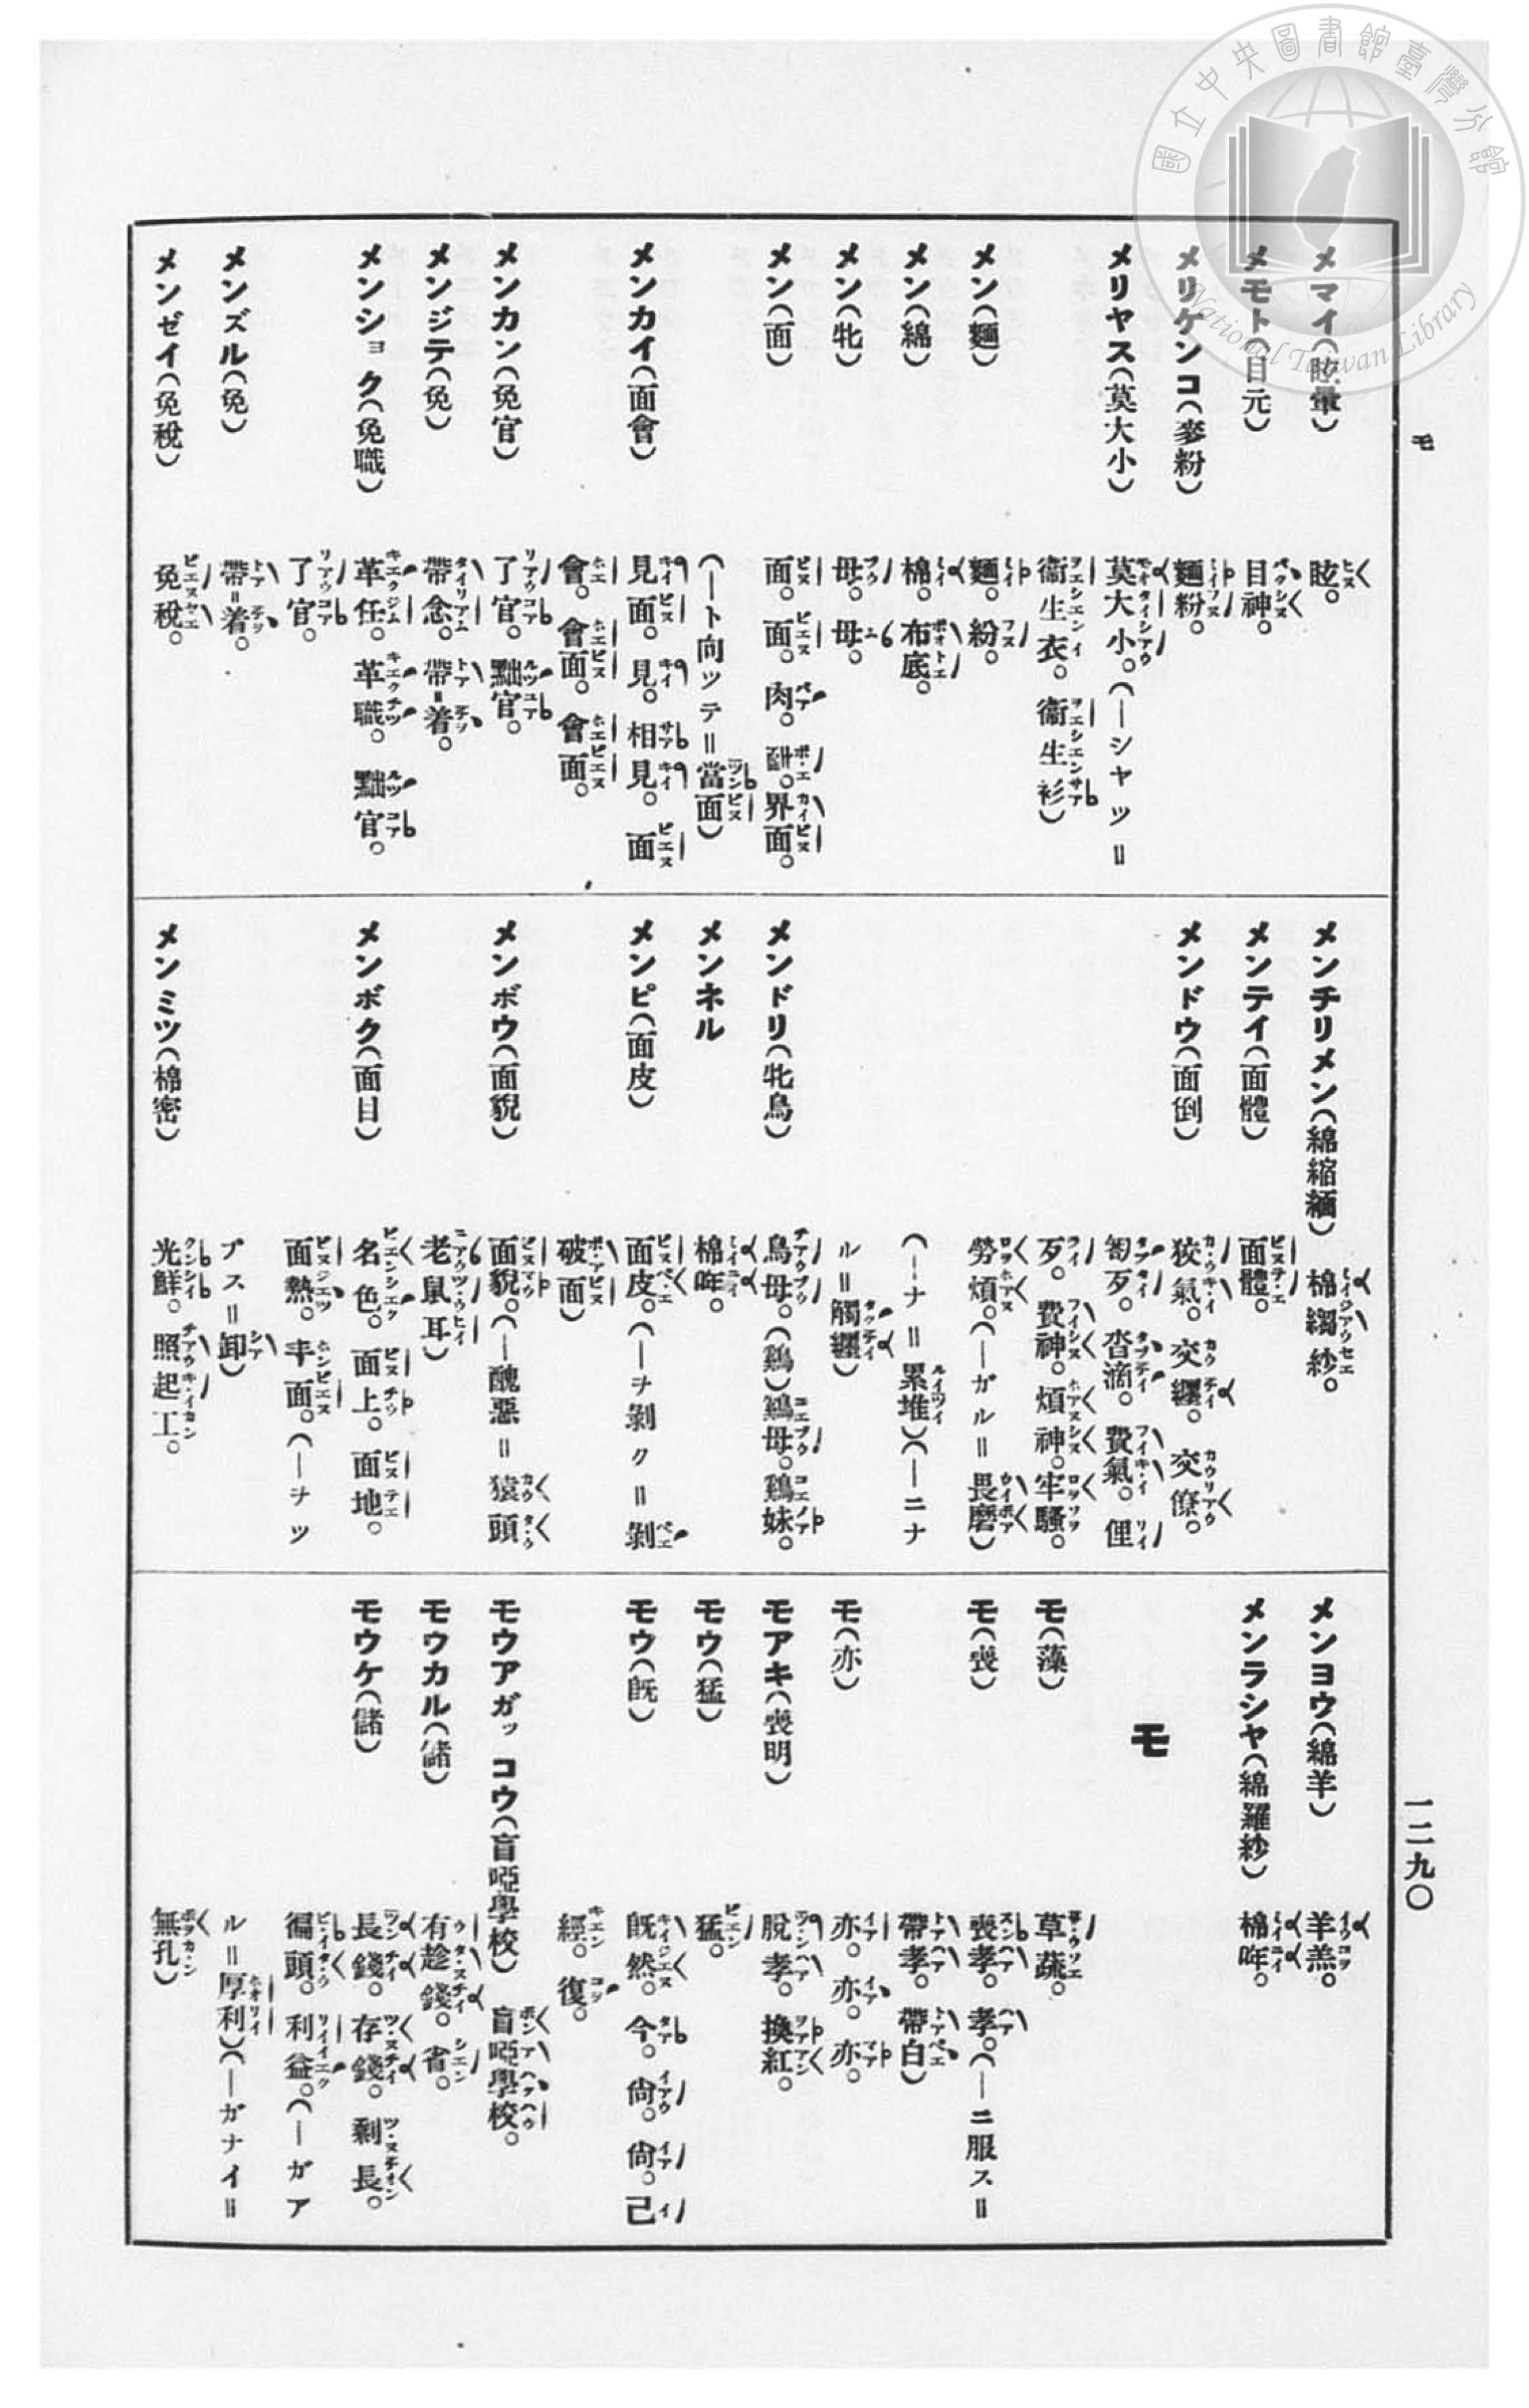 國立中央圖書館臺灣分館
National Taiwan Library
モ
一二九〇
メマイ(眩暈) 眩。
メモト(目元) 目神。
メリケンコ(麥粉) 麵粉。
メリヤス(莫大小) 莫大小。(—シャツ=
衞生衣。衞生衫)
メン(麵) 麵。粉。
メン(綿) 棉。布底。
メン(牝) 母。母。
メン(面) 面。面。肉。 界面。
(—ト向ッテ=當面)
メンカイ(面會) 見面。見。相見。面
會。會面。會面。
メンカン(免官) 了官。黜官。
メンジテ(免) 帶念。帶=着。
メンショク(免職) 革任。革職。黜官。
了官。
メンズル(免) 帶=着。
メンゼイ(免稅) 免稅。
メンチリメン(綿縮緬) 棉縐紗。
メンテイ(面體) 面體。
メンドウ(面倒) 狡氣。交纒。交僚。
匌歹。沓滴。費氣。俚
歹。費神。煩神。牢騷。
勞煩。(—ガル=畏磨)
(—ナ=累堆)(—ニナ
ル=觸纒)
メンドリ(牝鳥) 鳥母。(鷄)鷄母。鷄妹。
メンネル 棉哖。
メンピ(面皮) 面皮。(—ヲ剝ク=剝
破面)
メンボウ(面貌) 面貌。(—醜惡=猿頭
老鼠耳)
メンボク(面目) 名色。面上。面地。
面熱。丰面。(—ヲツ
ブス=卸)
メンミツ(棉密) 光鮮。照起工。
メンヨウ(綿羊) 羊羔。
メンラシヤ(綿羅紗) 棉哖。
モ
モ(藻) 草蔬。
モ(喪) 喪孝。孝。(—ニ服ス=
帶孝。帶白)
モ(亦) 亦。亦。亦。
モアキ(喪明) 脫孝。換紅。
モウ(猛) 猛。
モウ(旣) 旣然。今。尙。尙。已
經。復。
モウアガッコウ(盲啞學校) 盲啞學校。
モウカル(儲) 有趁錢。省。
モウケ(儲) 長錢。存錢。剩長。
徧頭。利益。(—ガア
ル=厚利)(—ガナイ=
無孔)